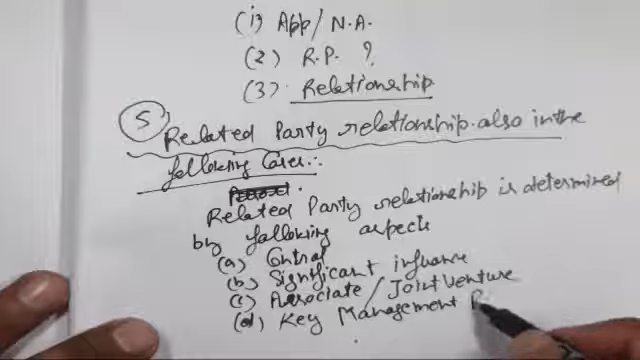 (1) App/N.A.
(2) R.P. ?
(3) Relationship
(5) Related Party relationship also in the
following Cases:
Related Party relationship is determined
by following aspects
(a) Control
(b) Significant influence
(c) Associate / Joint Venture
(d) Key Management P